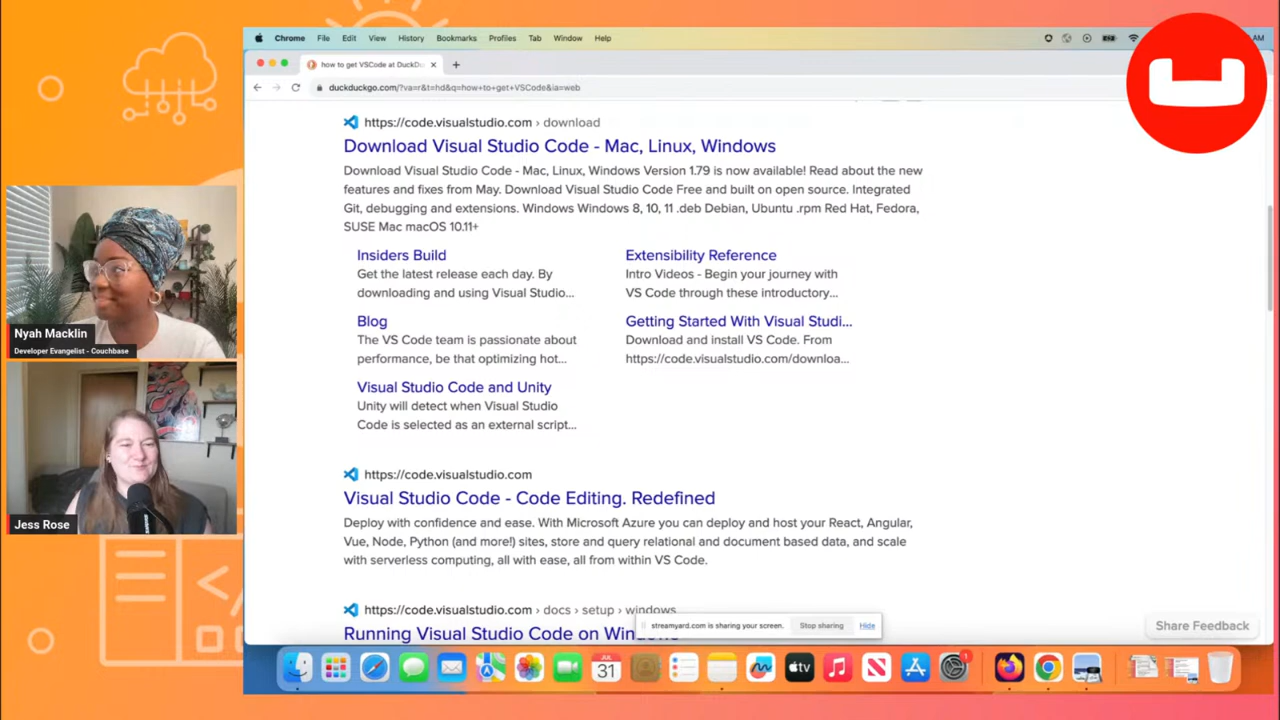 Chrome File Edit View History Bookmarks Profiles Tab Window Help
how to get VSCode at DuckDu
duckduckgo.com/?va=r&t=hd&q=how+to+get+VSCode&ia=web
https://code.visualstudio.com › download
Download Visual Studio Code - Mac, Linux, Windows
Download Visual Studio Code - Mac, Linux, Windows Version 1.79 is now available! Read about the new
features and fixes from May. Download Visual Studio Code Free and built on open source. Integrated
Git, debugging and extensions. Windows Windows 8, 10, 11 .deb Debian, Ubuntu .rpm Red Hat, Fedora,
SUSE Mac macOS 10.11+
Insiders Build
Get the latest release each day. By
downloading and using Visual Studio...
Extensibility Reference
Intro Videos - Begin your journey with
VS Code through these introductory...
Blog
The VS Code team is passionate about
performance, be that optimizing hot...
Getting Started With Visual Studi...
Download and install VS Code. From
https://code.visualstudio.com/downloa...
Visual Studio Code and Unity
Unity will detect when Visual Studio
Code is selected as an external script...
https://code.visualstudio.com
Visual Studio Code - Code Editing. Redefined
Deploy with confidence and ease. With Microsoft Azure you can deploy and host your React, Angular,
Vue, Node, Python (and more!) sites, store and query relational and document based data, and scale
with serverless computing, all with ease, all from within VS Code.
https://code.visualstudio.com › docs › setup › windows
Running Visual Studio Code on Windows
streamyard.com is sharing your screen. Stop sharing Hide
Share Feedback
Nyah Macklin
Developer Evangelist - Couchbase
Jess Rose
JUL
31
tv
1